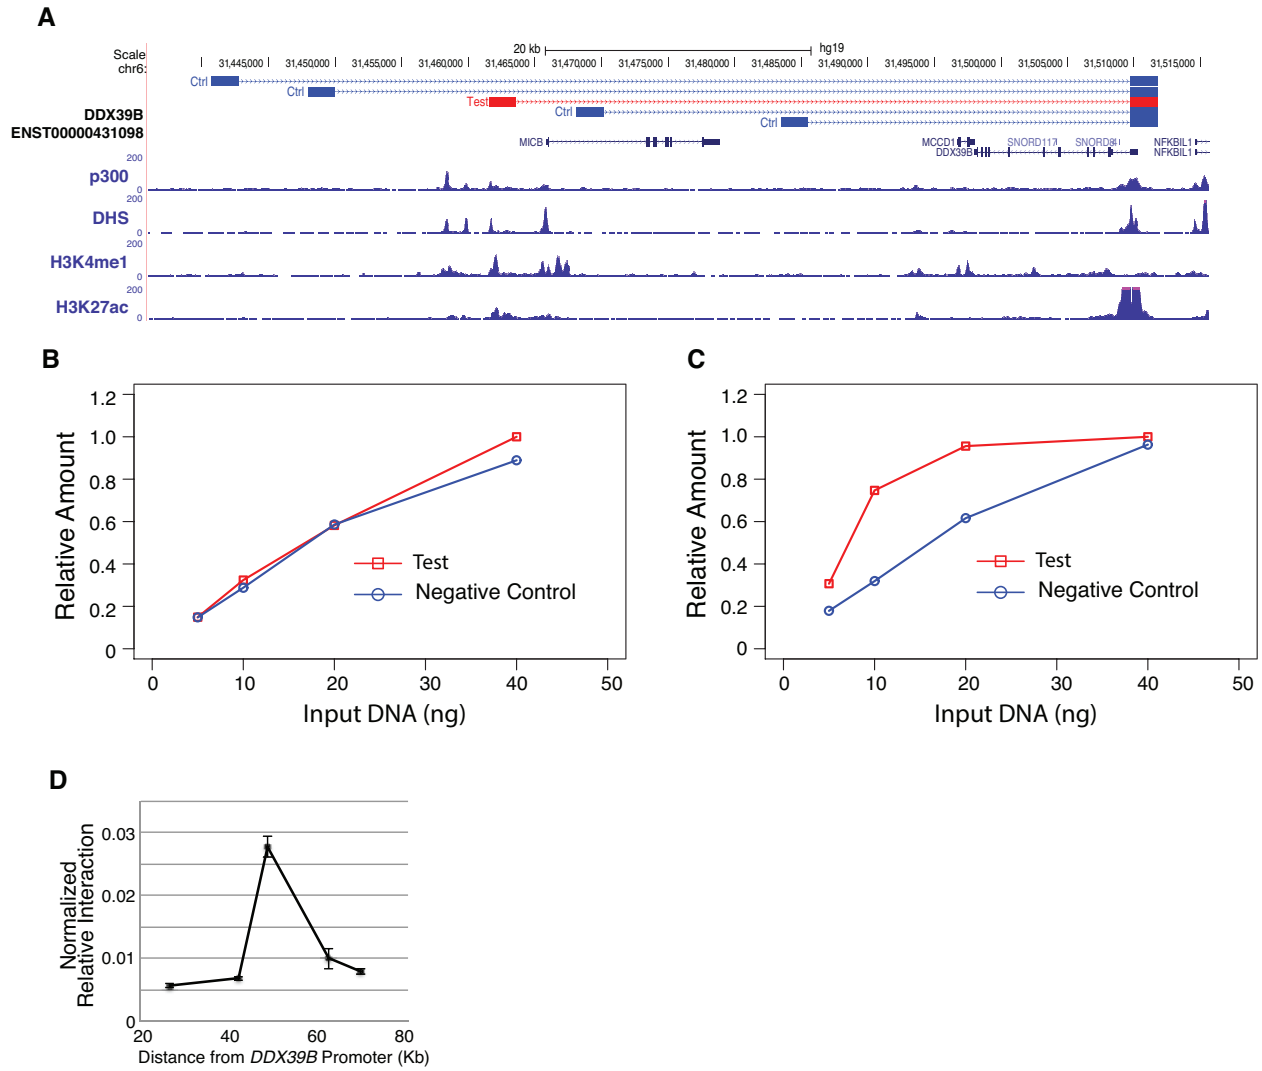 A
Scale
chr6:
20 kb
hg19
31,445,000
31,450,000
31,455,000
31,460,000
31,465,000
31,470,000
31,475,000
31,480,000
31,485,000
31,490,000
31,495,000
31,500,000
31,505,000
31,510,000
31,515,000
Ctrl
Ctrl
Test
Ctrl
Ctrl
DDX39B
ENST00000431098
MICB
MCCD1
SNORD117
SNORD84
NFKBIL1
DDX39B
NFKBIL1
200
p300
0
200
DHS
0
200
H3K4me1
0
200
H3K27ac
0
B
Relative Amount
1.2
1.0
0.8
0.6
0.4
0.2
0
Test
Negative Control
0 10 20 30 40 50
Input DNA (ng)
C
Relative Amount
1.2
1.0
0.8
0.6
0.4
0.2
0
Test
Negative Control
0 10 20 30 40 50
Input DNA (ng)
D
Normalized
Relative Interaction
0.03
0.02
0.01
0
20 40 60 80
Distance from DDX39B Promoter (Kb)